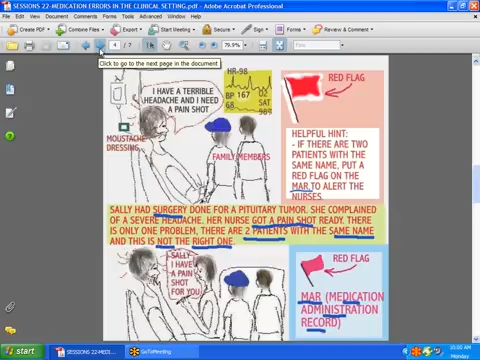 SESSIONS 22-MEDICATION ERRORS IN THE CLINICAL SETTING.pdf - Adobe Acrobat Professional
File Edit View Document Comments Forms Tools Advanced Window Help
Create PDF Combine Files Export Start Meeting Secure Sign Forms Review & Comment
4 / 7 79.9%
Click to go to the next page in the document
HR-98
BP 167
68
O2
SAT
98%
I HAVE A TERRIBLE
HEADACHE AND I NEED
A PAIN SHOT
MOUSTACHE
DRESSING
FAMILY MEMBERS
RED FLAG
HELPFUL HINT:
- IF THERE ARE TWO
PATIENTS WITH THE
SAME NAME, PUT A
RED FLAG ON THE
MAR TO ALERT THE
NURSES.
SALLY HAD SURGERY DONE FOR A PITUITARY TUMOR. SHE COMPLAINED
OF A SEVERE HEADACHE. HER NURSE GOT A PAIN SHOT READY. THERE
IS ONLY ONE PROBLEM, THERE ARE 2 PATIENTS WITH THE SAME NAME
AND THIS IS NOT THE RIGHT ONE.
SALLY
I HAVE
A PAIN
SHOT
FOR YOU
RED FLAG
MAR (MEDICATION
ADMINISTRATION
RECORD)
start
SESSIONS 22-MEDI...
GoToMeeting
10:00 AM